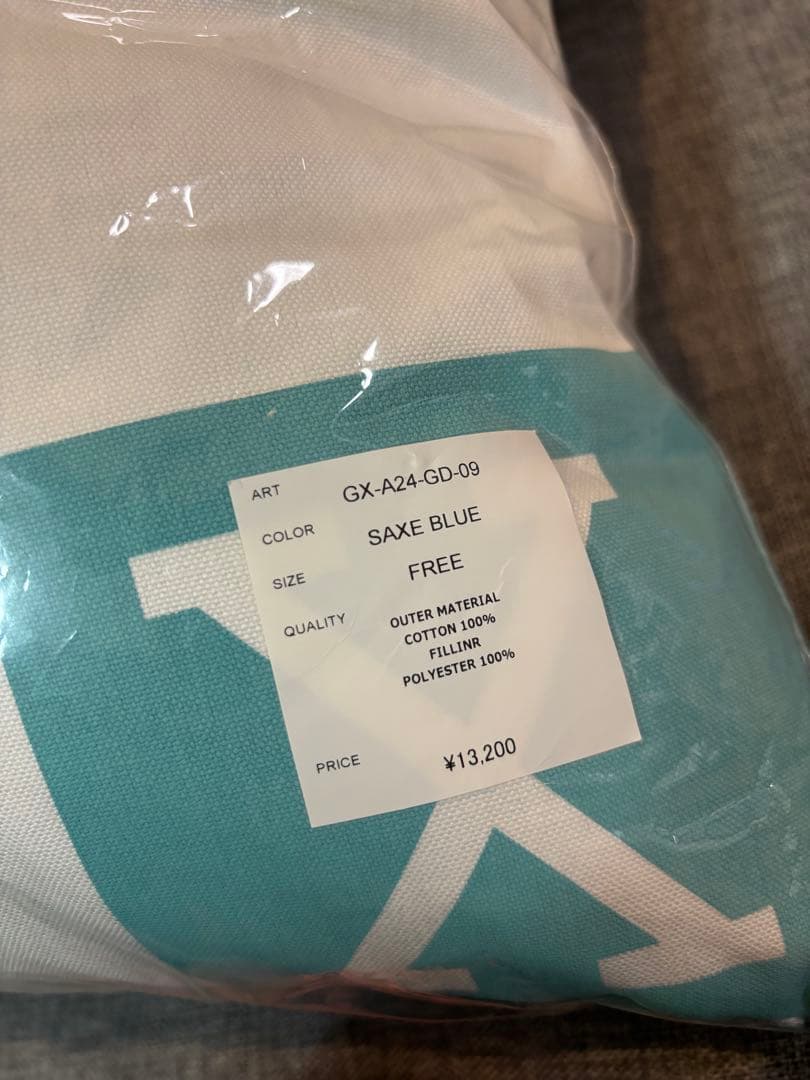 ART GX-A24-GD-09
COLOR SAXE BLUE
SIZE FREE
QUALITY OUTER MATERIAL
COTTON 100%
FILLINR
POLYESTER 100%
PRICE ¥13,200
X